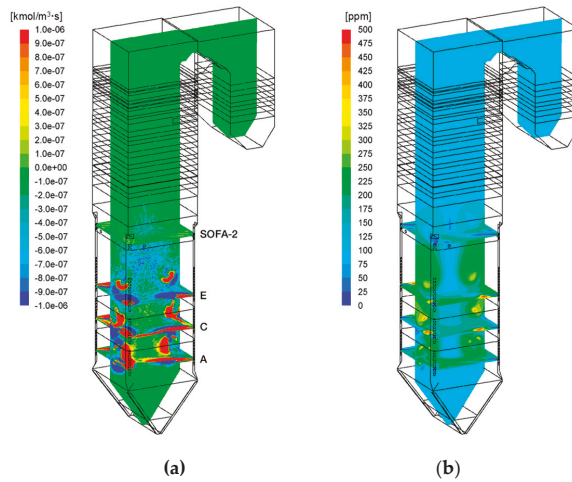 [kmol/m³·s]
1.0e-06
9.0e-07
8.0e-07
7.0e-07
6.0e-07
5.0e-07
4.0e-07
3.0e-07
2.0e-07
1.0e-07
0.0e+00
-1.0e-07
-2.0e-07
-3.0e-07
-4.0e-07
-5.0e-07
-6.0e-07
-7.0e-07
-8.0e-07
-9.0e-07
-1.0e-06
SOFA-2
E
C
A
(a)
[ppm]
500
475
450
425
400
375
350
325
300
275
250
225
200
175
150
125
100
75
50
25
0
(b)